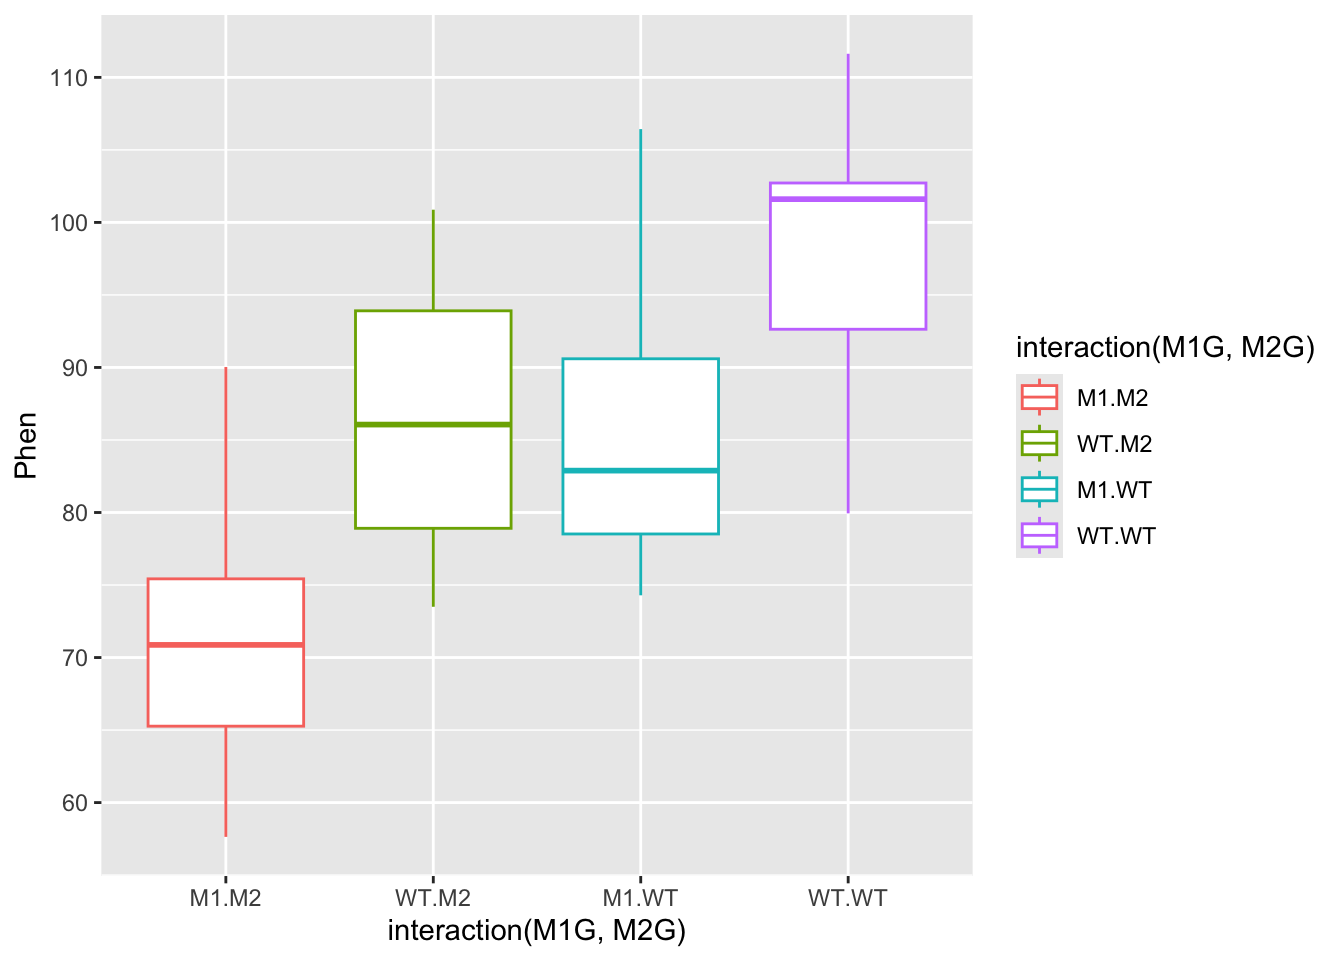 110
100
90
80
70
60
Phen
M1.M2 WT.M2 M1.WT WT.WT
interaction(M1G, M2G)
interaction(M1G, M2G)
M1.M2
WT.M2
M1.WT
WT.WT